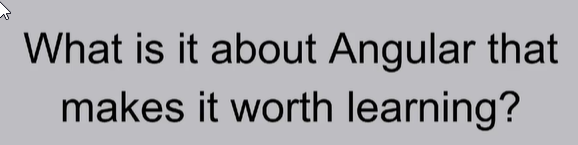 What is it about Angular that
makes it worth learning?